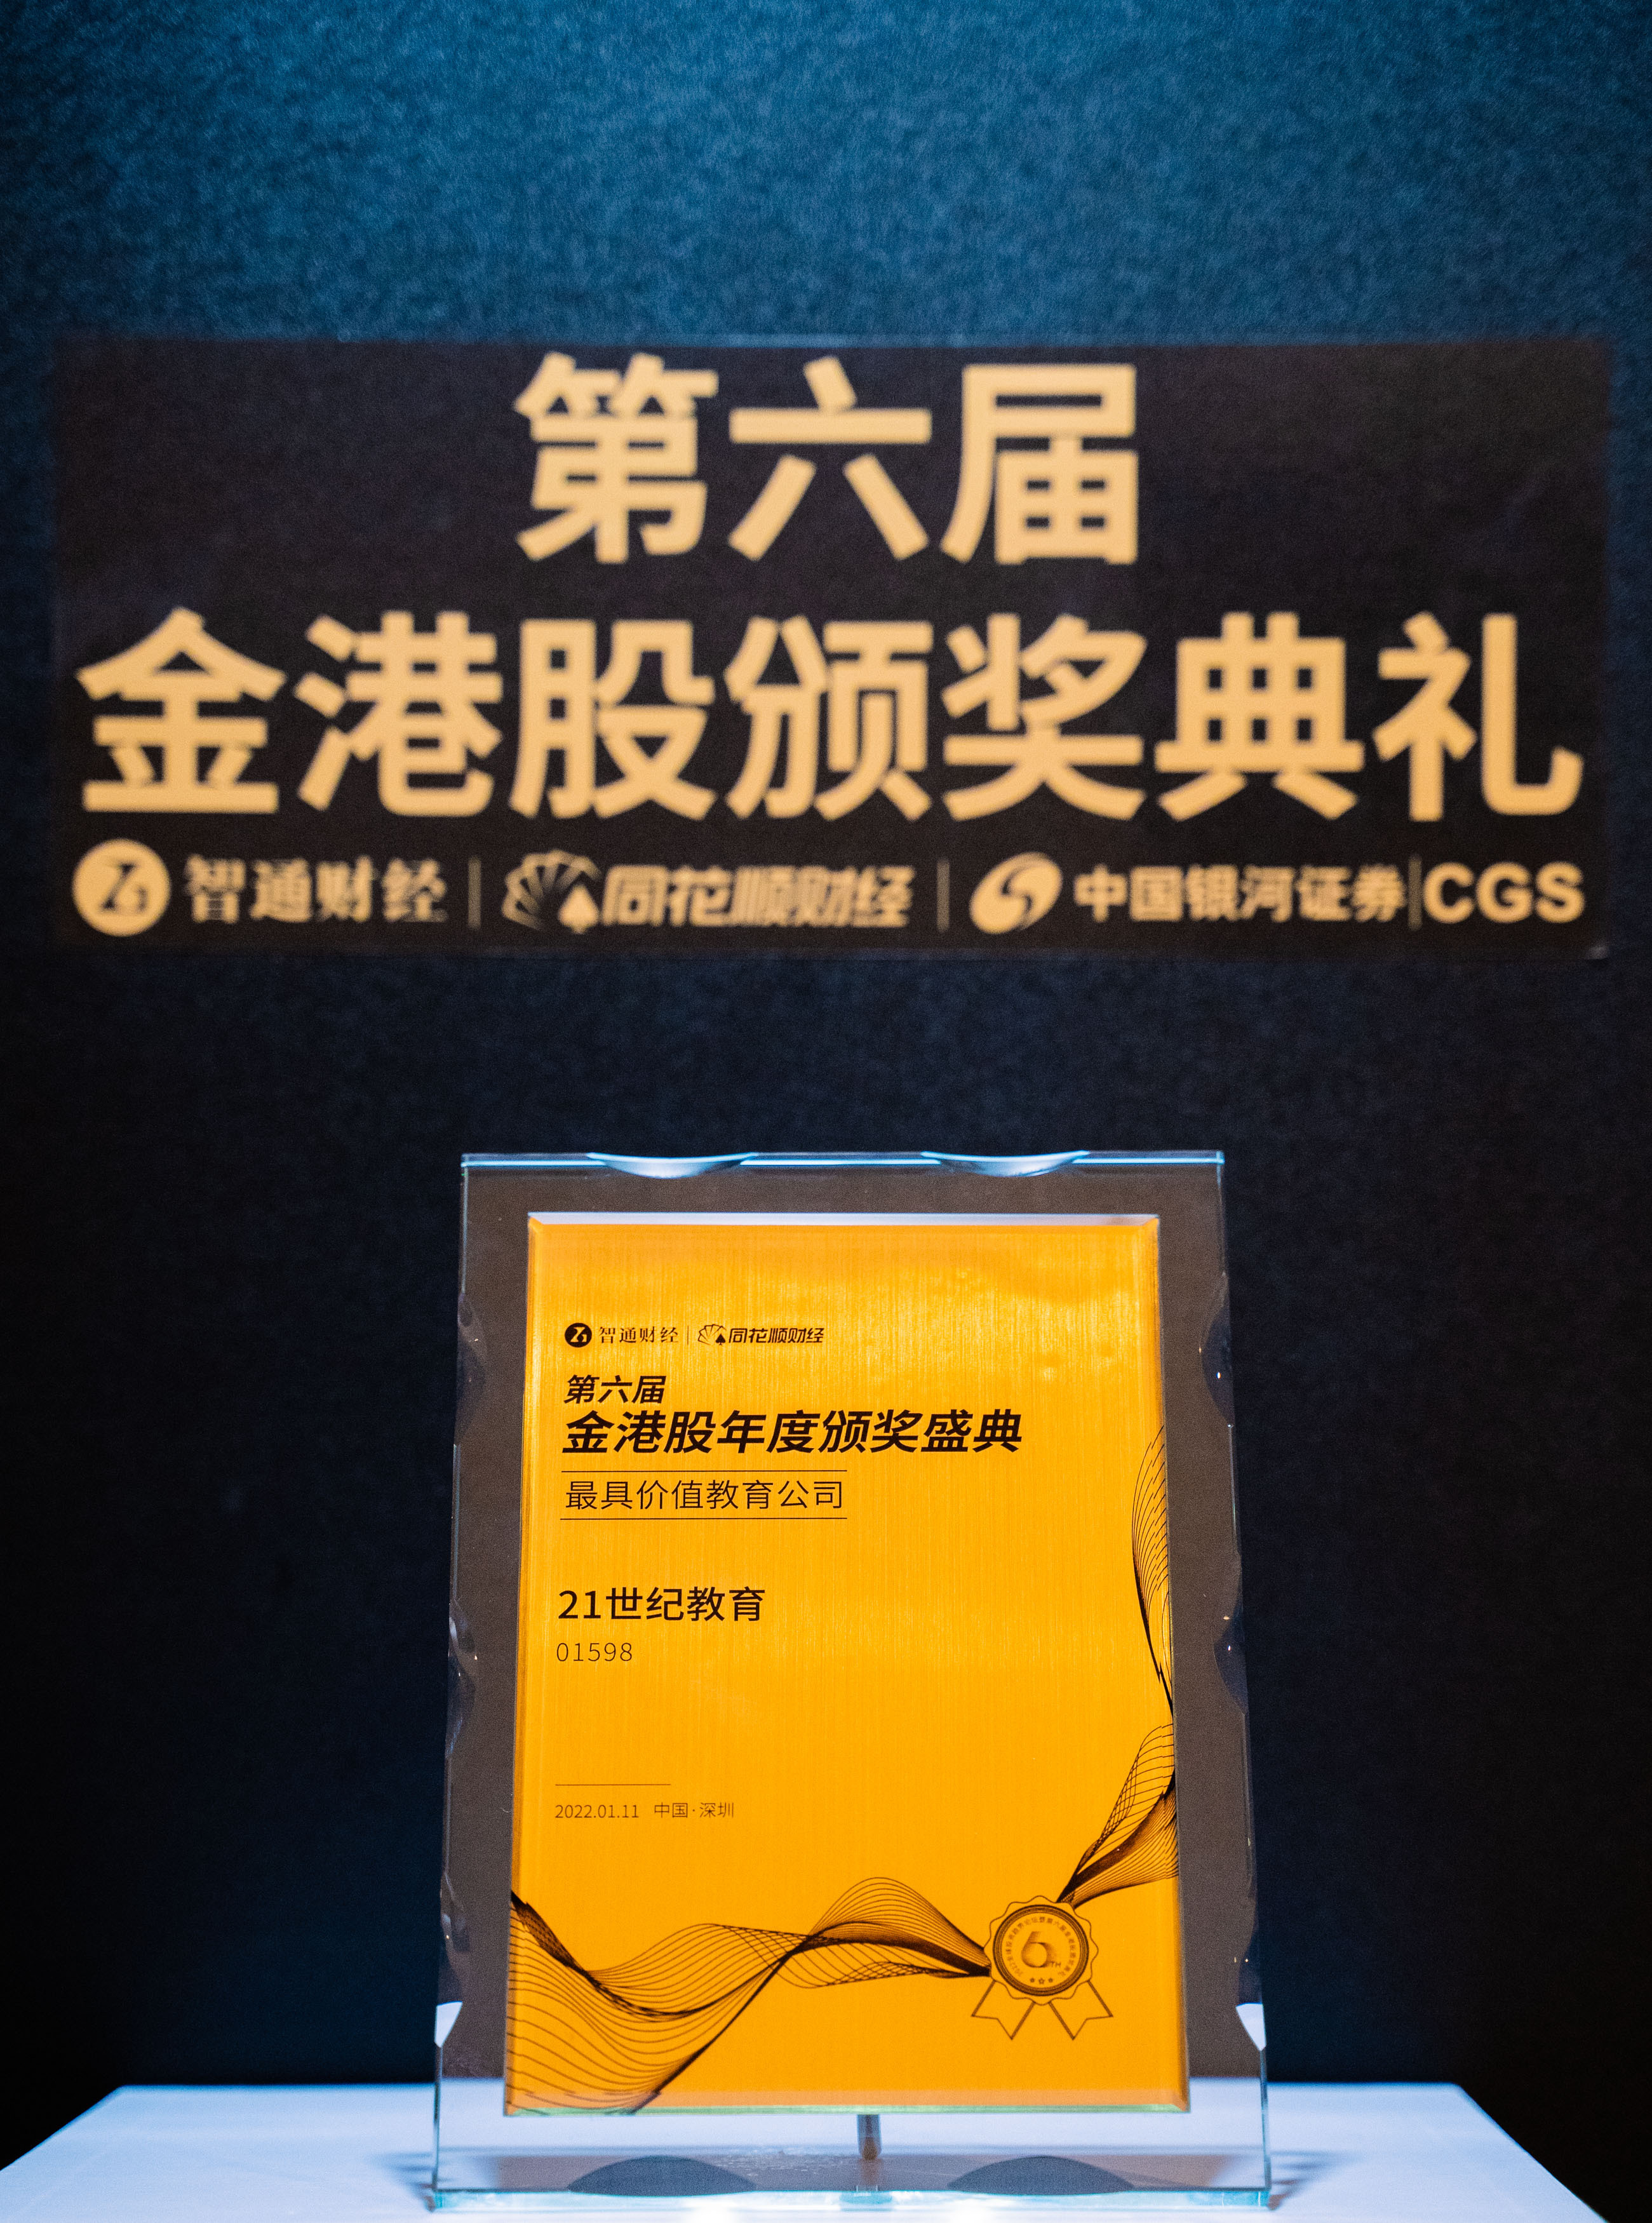 第六届
金港股颁奖典礼
智通财经 | 同花顺财经 | 中国银河证券|CGS
智通财经 | 同花顺财经
第六届
金港股年度颁奖盛典
最具价值教育公司
21世纪教育
01598
2022.01.11 中国·深圳
6TH